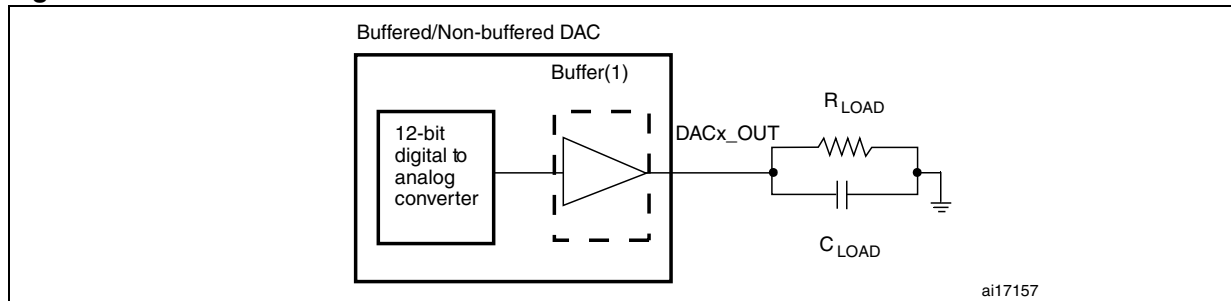 Buffered/Non-buffered DAC
Buffer(1)
12-bit
digital to
analog
converter
DACx_OUT
R LOAD
C LOAD
ai17157